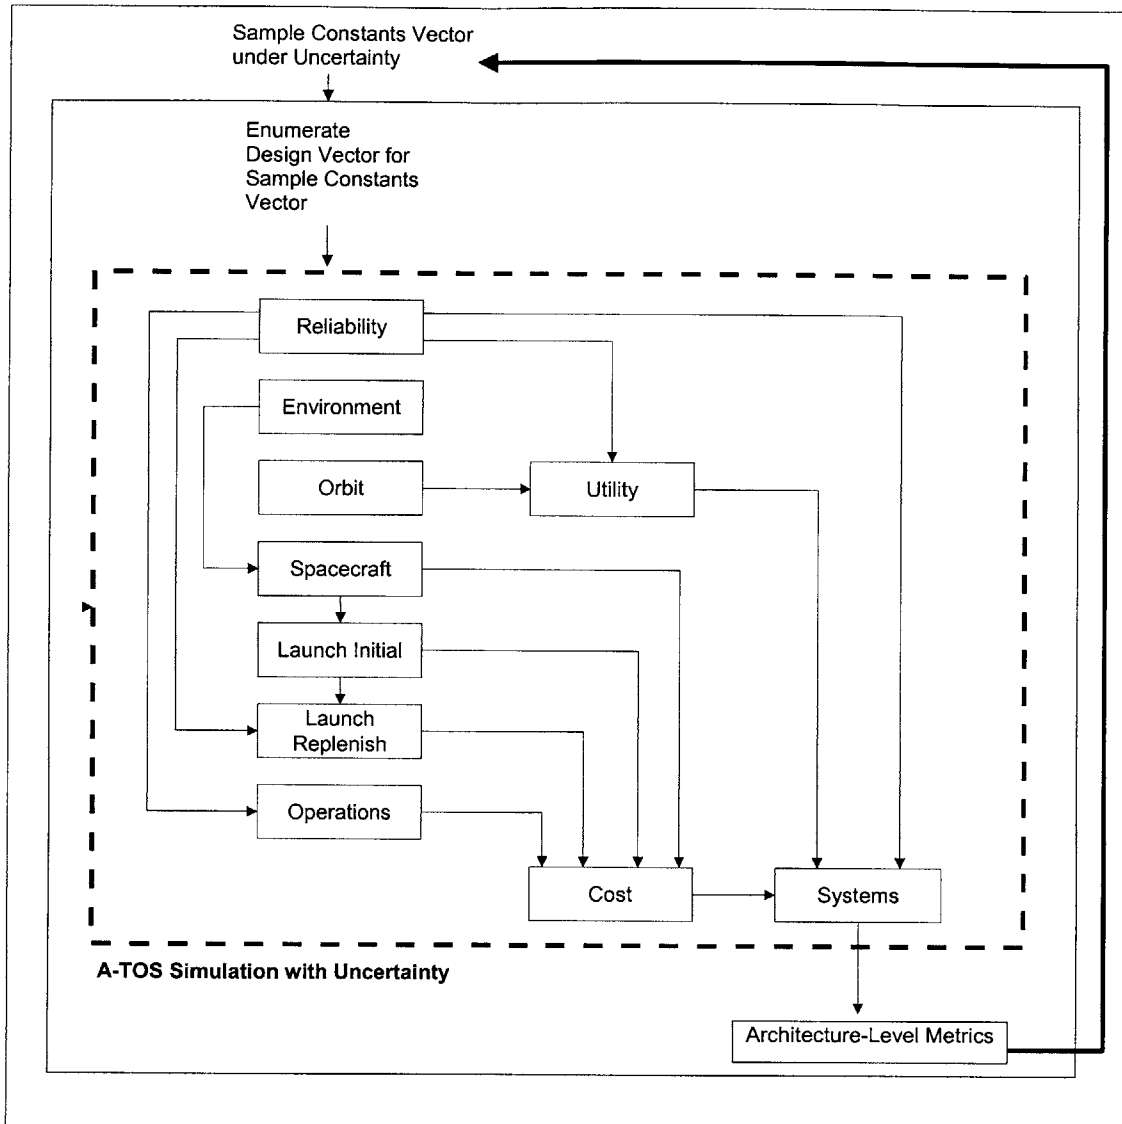 Sample Constants Vector
under Uncertainty
Enumerate
Design Vector for
Sample Constants
Vector
Reliability
Environment
Orbit
Utility
Spacecraft
Launch Initial
Launch
Replenish
Operations
Cost
Systems
A-TOS Simulation with Uncertainty
Architecture-Level Metrics